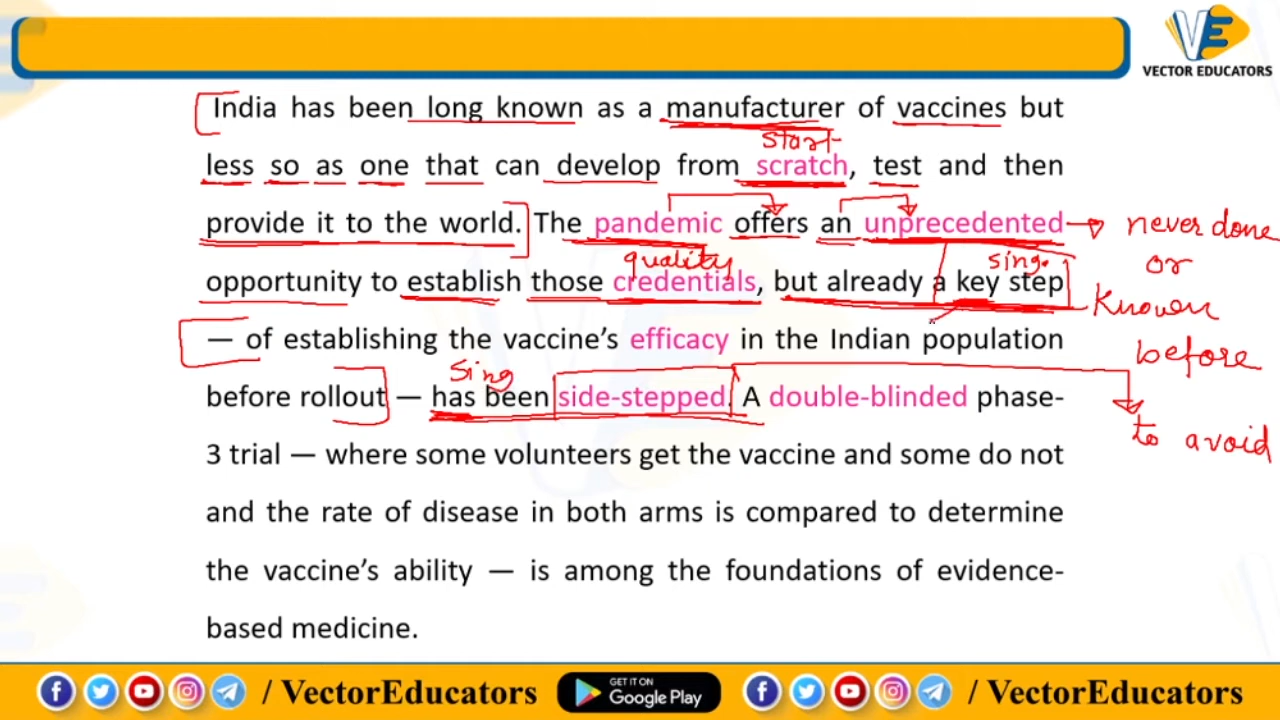 VECTOR EDUCATORS
India has been long known as a manufacturer of vaccines but
start
less so as one that can develop from scratch, test and then
provide it to the world. The pandemic offers an unprecedented
never done
or
known
before
quality
sing.
opportunity to establish those credentials, but already a key step
— of establishing the vaccine's efficacy in the Indian population
sing
before rollout — has been side-stepped. A double-blinded phase-
to avoid
3 trial — where some volunteers get the vaccine and some do not
and the rate of disease in both arms is compared to determine
the vaccine's ability — is among the foundations of evidence-
based medicine.
/ VectorEducators
GET IT ON
Google Play
/ VectorEducators